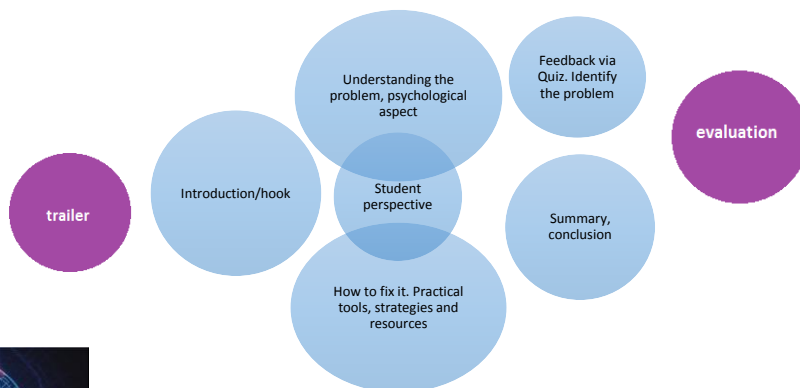 trailer
Introduction/hook
Understanding the
problem, psychological
aspect
Student
perspective
How to fix it. Practical
tools, strategies and
resources
Feedback via
Quiz. Identify
the problem
Summary,
conclusion
evaluation